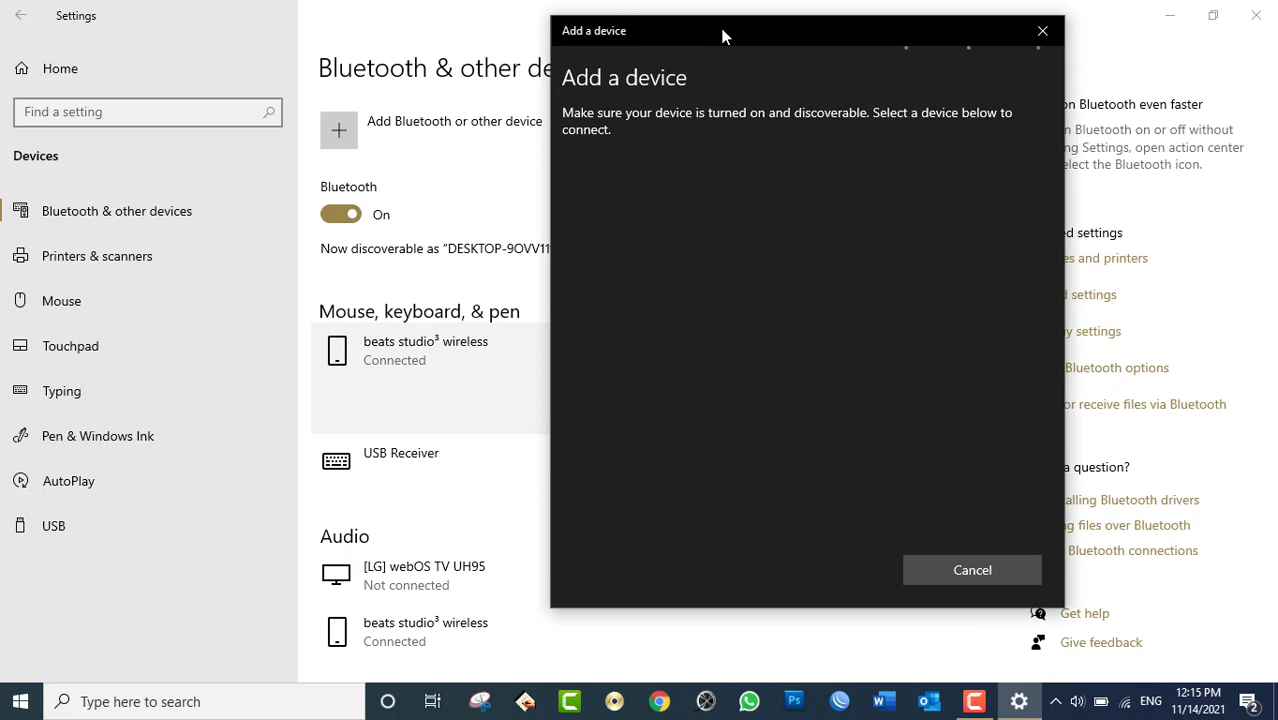 Settings
Home
Find a setting
Devices
Bluetooth & other devices
Printers & scanners
Mouse
Touchpad
Typing
Pen & Windows Ink
AutoPlay
USB
Bluetooth & other de
Add Bluetooth or other device
Bluetooth
On
Now discoverable as "DESKTOP-9OVV11
Mouse, keyboard, & pen
beats studio³ wireless
Connected
USB Receiver
Audio
[LG] webOS TV UH95
Not connected
beats studio³ wireless
Connected
Add a device
Add a device
Make sure your device is turned on and discoverable. Select a device below to
connect.
Cancel
on Bluetooth even faster
n Bluetooth on or off without
ng Settings, open action center
elect the Bluetooth icon.
ed settings
es and printers
d settings
y settings
Bluetooth options
or receive files via Bluetooth
a question?
alling Bluetooth drivers
g files over Bluetooth
Bluetooth connections
Get help
Give feedback
Type here to search
ENG
12:15 PM
11/14/2021
2